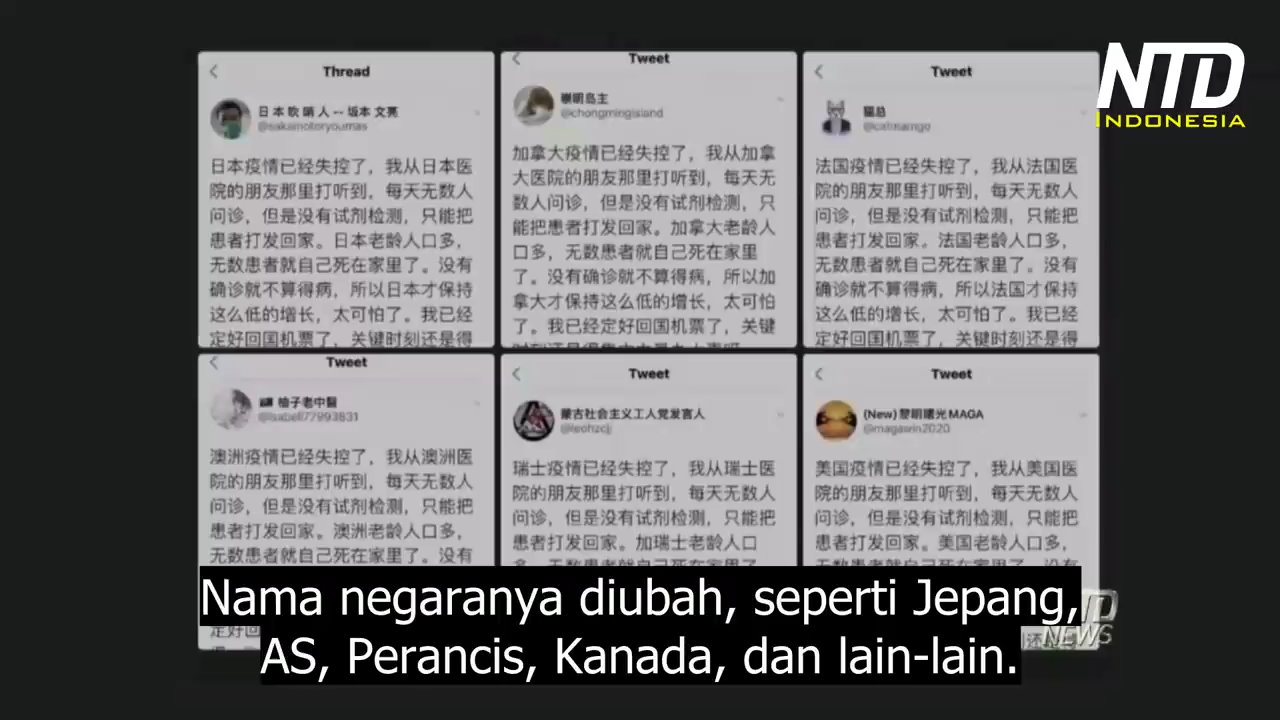 NTD
INDONESIA
Thread
日本吹哨人--坂本文亮
@sakamotoryoumas
日本疫情已经失控了，我从日本医
院的朋友那里打听到，每天无数人
问诊，但是没有试剂检测，只能把
患者打发回家。日本老龄人口多，
无数患者就自己死在家里了。没有
确诊就不算得病，所以日本才保持
这么低的增长，太可怕了。我已经
定好回国机票了，关键时刻还是得
Tweet
崇明岛主
@chongmingisland
加拿大疫情已经失控了，我从加拿
大医院的朋友那里打听到，每天无
数人问诊，但是没有试剂检测，只
能把患者打发回家。加拿大老龄人
口多，无数患者就自己死在家里
了。没有确诊就不算得病，所以加
拿大才保持这么低的增长，太可怕
了。我已经定好回国机票了，关键
Tweet
猫总
@catmango
法国疫情已经失控了，我从法国医
院的朋友那里打听到，每天无数人
问诊，但是没有试剂检测，只能把
患者打发回家。法国老龄人口多，
无数患者就自己死在家里了。没有
确诊就不算得病，所以法国才保持
这么低的增长，太可怕了。我已经
定好回国机票了，关键时刻还是得
Tweet
柚子老中醫
@isabell77993831
澳洲疫情已经失控了，我从澳洲医
院的朋友那里打听到，每天无数人
问诊，但是没有试剂检测，只能把
患者打发回家。澳洲老龄人口多，
无数患者就自己死在家里了。没有
Tweet
蒙古社会主义工人党发言人
@leohzcjj
瑞士疫情已经失控了，我从瑞士医
院的朋友那里打听到，每天无数人
问诊，但是没有试剂检测，只能把
患者打发回家。加瑞士老龄人口
Tweet
(New)黎明曙光MAGA
@magawin2020
美国疫情已经失控了，我从美国医
院的朋友那里打听到，每天无数人
问诊，但是没有试剂检测，只能把
患者打发回家。美国老龄人口多，
Nama negaranya diubah, seperti Jepang,
AS, Perancis, Kanada, dan lain-lain.
NEWS